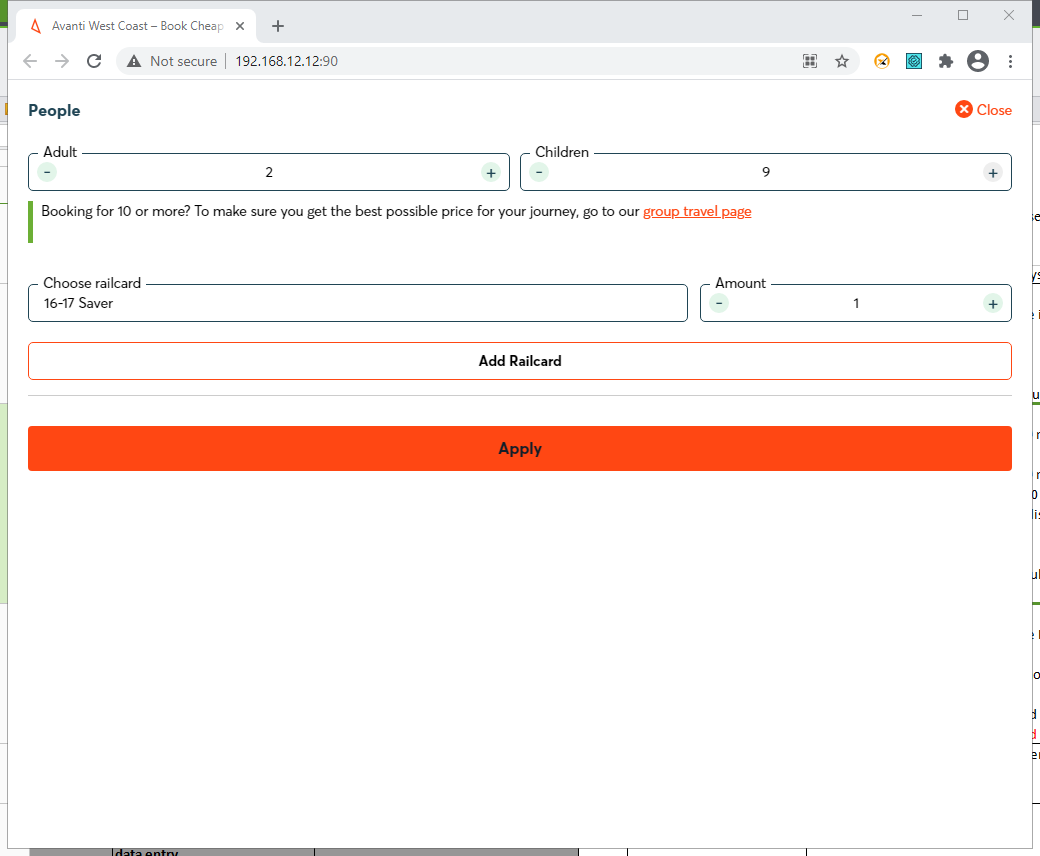 Avanti West Coast – Book Cheap
Not secure
192.168.12.12:90
People
Close
Adult
2
Children
9
Booking for 10 or more? To make sure you get the best possible price for your journey, go to our group travel page
Choose railcard
16-17 Saver
Amount
1
Add Railcard
Apply
data entry